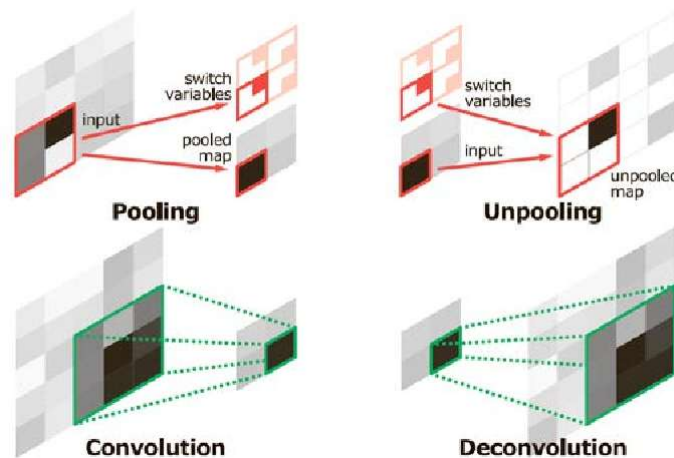 switch
variables
input
pooled
map
Pooling
switch
variables
input
unpooled
map
Unpooling
Convolution
Deconvolution